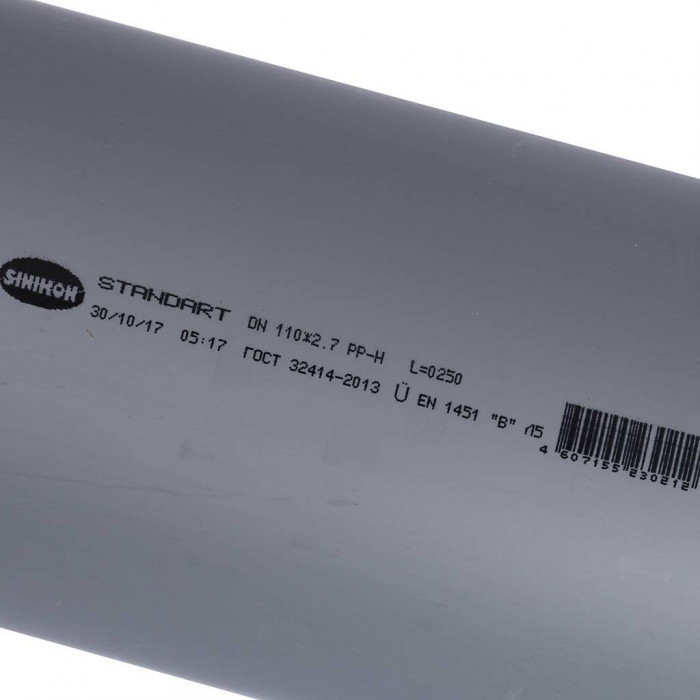 SINIKON STANDART DN 110*2.7 PP-H L=0250
30/10/17 05:17 ГОСТ 32414-2013 Ü EN 1451 "B" Л5
4 607155 230212